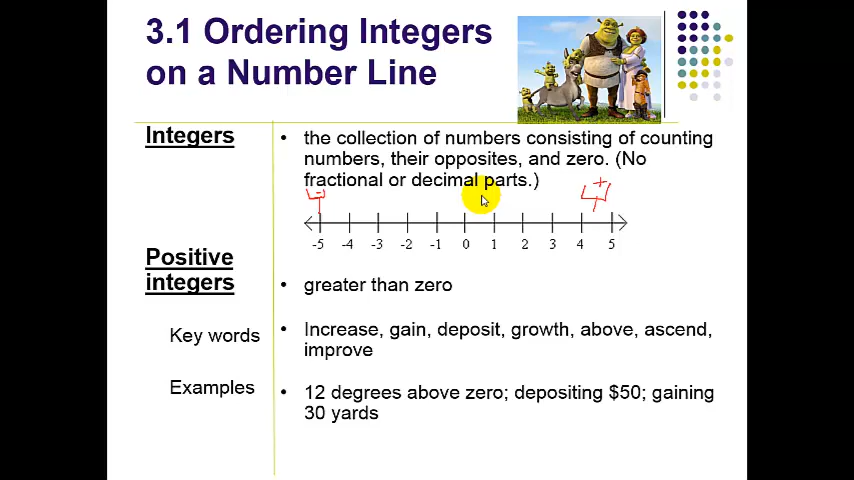 3.1 Ordering Integers
on a Number Line
Integers
• the collection of numbers consisting of counting
numbers, their opposites, and zero. (No
fractional or decimal parts.)
- +
-5 -4 -3 -2 -1 0 1 2 3 4 5
Positive
integers
• greater than zero
Key words
• Increase, gain, deposit, growth, above, ascend,
improve
Examples
• 12 degrees above zero; depositing $50; gaining
30 yards